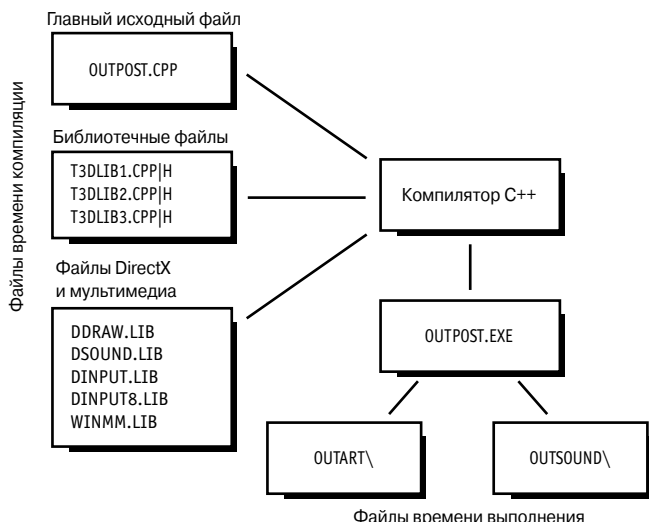 Главный исходный файл
OUTPOST.CPP
Файлы времени компиляции
Библиотечные файлы
T3DLIB1.CPP|H
T3DLIB2.CPP|H
T3DLIB3.CPP|H
Компилятор C++
Файлы DirectX
и мультимедиа
DDRAW.LIB
DSOUND.LIB
DINPUT.LIB
DINPUT8.LIB
WINMM.LIB
OUTPOST.EXE
OUTART\
OUTSOUND\
Файлы времени выполнения